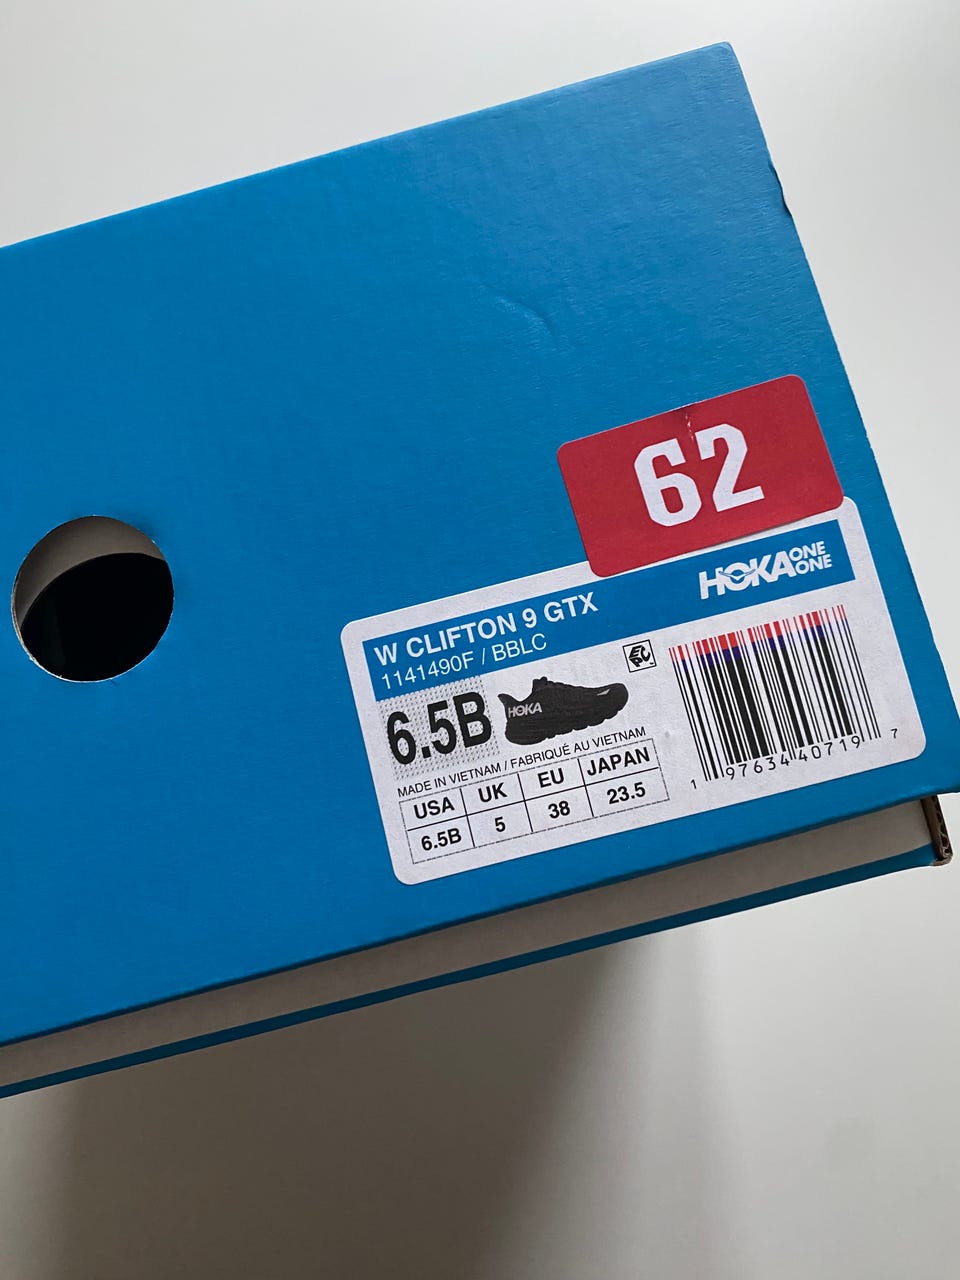 62
HOKA ONE ONE
W CLIFTON 9 GTX
1141490F / BBLC
EPC
6.5B
HOKA
MADE IN VIETNAM / FABRIQUÉ AU VIETNAM
USA UK EU JAPAN
6.5B 5 38 23.5
1 97634 40719 7